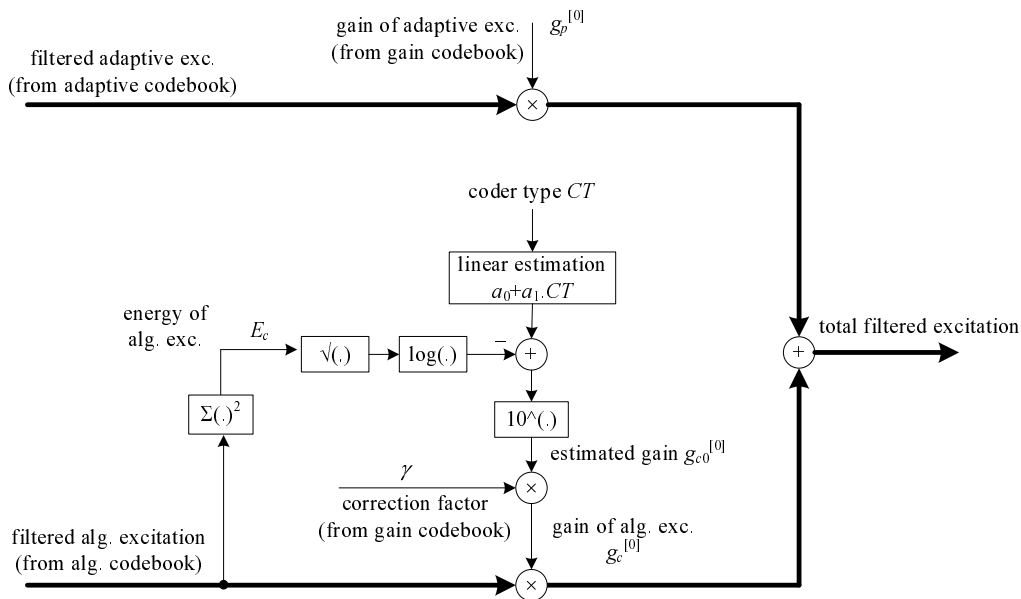 gain of adaptive exc.
(from gain codebook)
g_p^[0]
filtered adaptive exc.
(from adaptive codebook)
×
coder type CT
linear estimation
a₀+a₁.CT
energy of
alg. exc.
E_c
√(.)
log(.)
−
+
total filtered excitation
+
Σ(.)²
10^(.)
estimated gain g_c0^[0]
γ
×
correction factor
(from gain codebook)
filtered alg. excitation
(from alg. codebook)
gain of alg. exc.
g_c^[0]
×